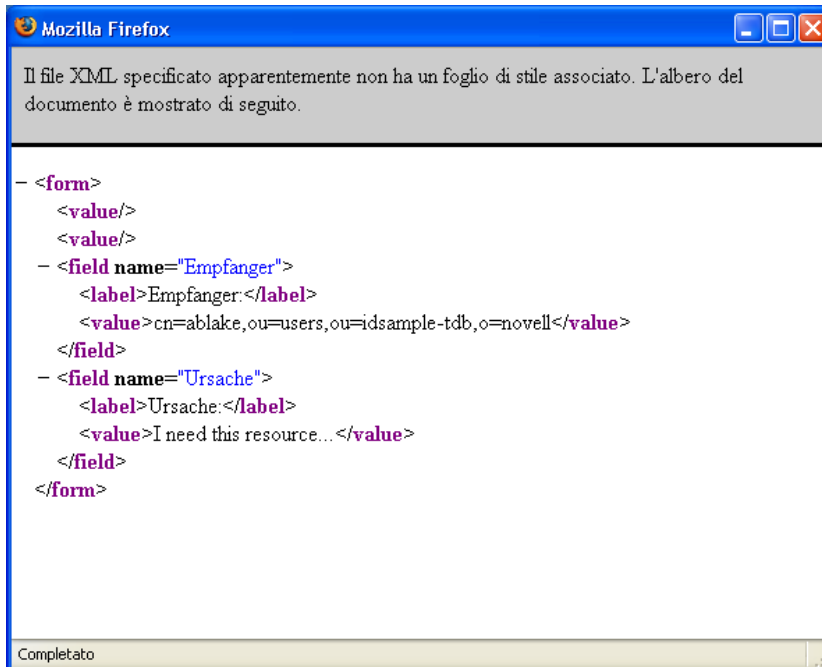 Mozilla Firefox
Il file XML specificato apparentemente non ha un foglio di stile associato. L'albero del
documento è mostrato di seguito.
− <form>
<value/>
<value/>
− <field name="Empfanger">
<label>Empfanger:</label>
<value>cn=ablake,ou=users,ou=idsample-tdb,o=novell</value>
</field>
− <field name="Ursache">
<label>Ursache:</label>
<value>I need this resource...</value>
</field>
</form>
Completato